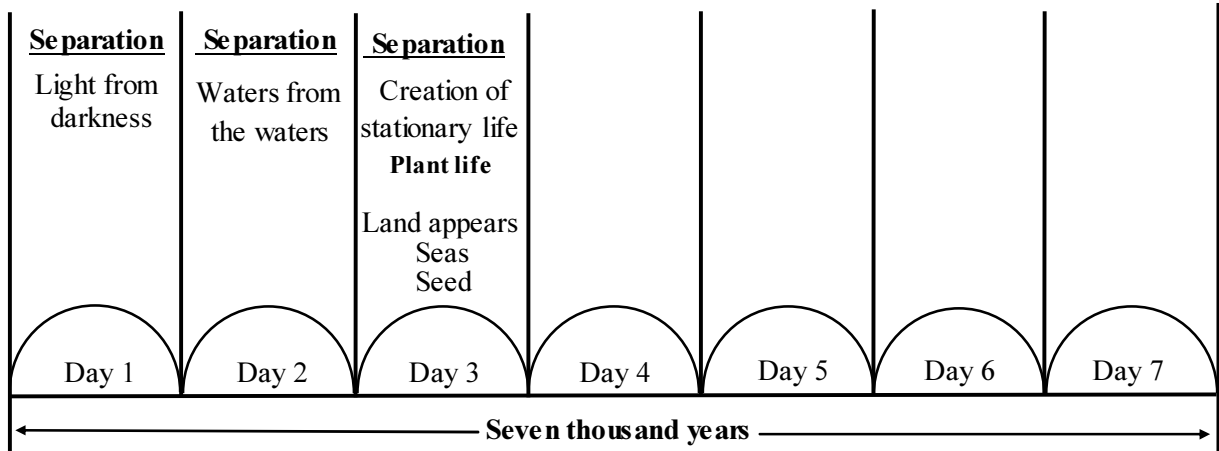 Separation
Light from
darkness
Separation
Waters from
the waters
Separation
Creation of
stationary life
Plant life
Land appears
Seas
Seed
Day 1
Day 2
Day 3
Day 4
Day 5
Day 6
Day 7
Seven thousand years